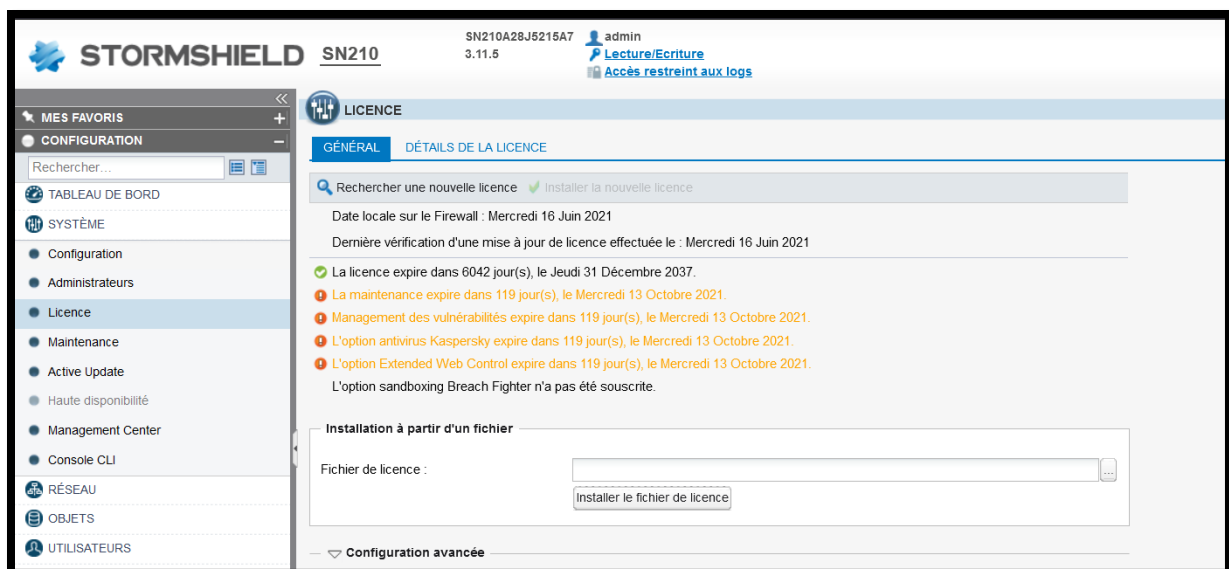 STORMSHIELD SN210
SN210A28J5215A7
3.11.5
admin
Lecture/Ecriture
Accès restreint aux logs
MES FAVORIS
CONFIGURATION
Rechercher...
TABLEAU DE BORD
SYSTÈME
Configuration
Administrateurs
Licence
Maintenance
Active Update
Haute disponibilité
Management Center
Console CLI
RÉSEAU
OBJETS
UTILISATEURS
LICENCE
GÉNÉRAL DÉTAILS DE LA LICENCE
Rechercher une nouvelle licence Installer la nouvelle licence
Date locale sur le Firewall : Mercredi 16 Juin 2021
Dernière vérification d'une mise à jour de licence effectuée le : Mercredi 16 Juin 2021
La licence expire dans 6042 jour(s), le Jeudi 31 Décembre 2037.
La maintenance expire dans 119 jour(s), le Mercredi 13 Octobre 2021.
Management des vulnérabilités expire dans 119 jour(s), le Mercredi 13 Octobre 2021.
L'option antivirus Kaspersky expire dans 119 jour(s), le Mercredi 13 Octobre 2021.
L'option Extended Web Control expire dans 119 jour(s), le Mercredi 13 Octobre 2021.
L'option sandboxing Breach Fighter n'a pas été souscrite.
Installation à partir d'un fichier
Fichier de licence :
...
Installer le fichier de licence
Configuration avancée